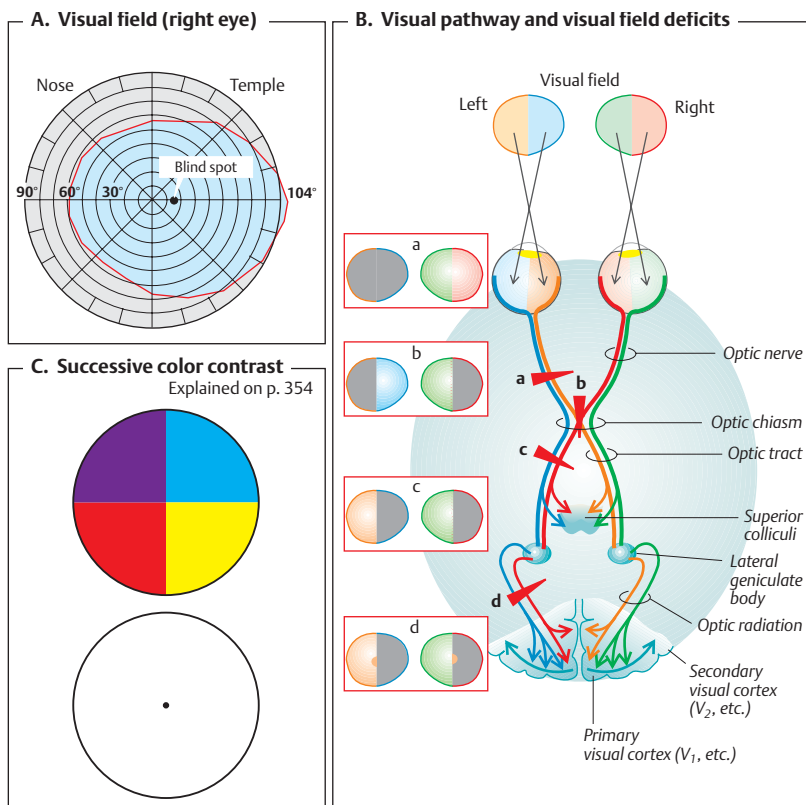 A. Visual field (right eye)
Nose
Temple
Blind spot
90° 60° 30°
104°
C. Successive color contrast
Explained on p. 354
B. Visual pathway and visual field deficits
Visual field
Left
Right
a
b
c
d
a
b
c
d
Optic nerve
Optic chiasm
Optic tract
Superior
colliculi
Lateral
geniculate
body
Optic radiation
Secondary
visual cortex
(V2, etc.)
Primary
visual cortex (V1, etc.)